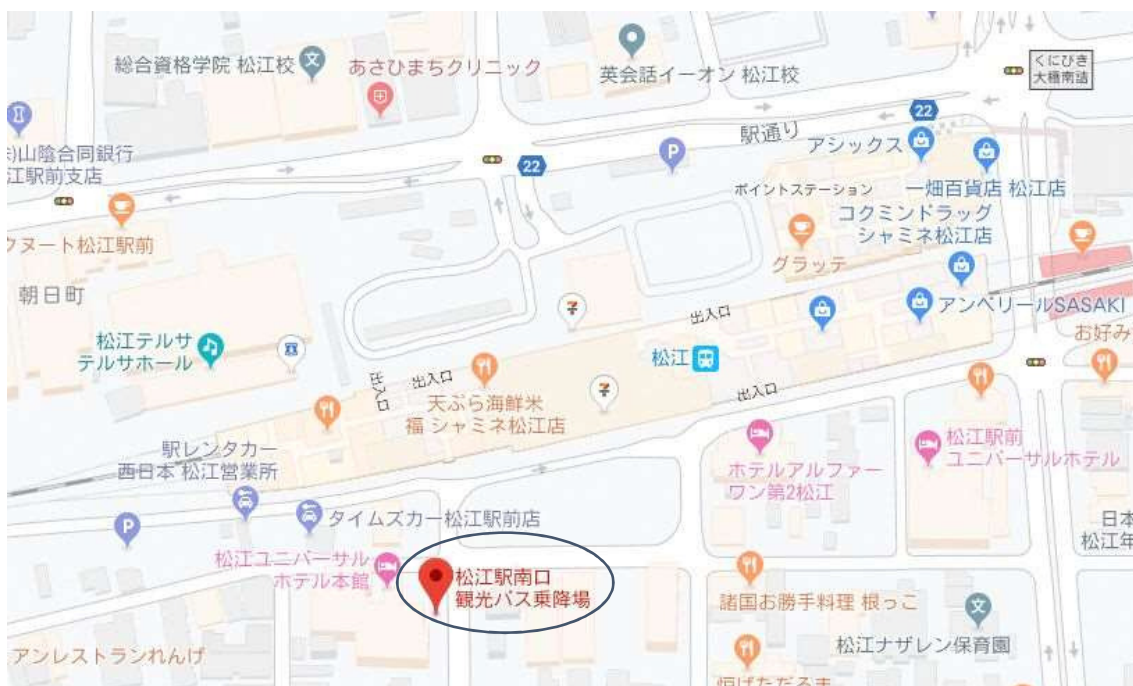 総合資格学院 松江校
あさひまちクリニック
英会話イーオン 松江校
くにびき
大橋南詰
㈱山陰合同銀行
江駅前支店
22
駅通り
22
アシックス
ポイントステーション
一畑百貨店 松江店
コクミンドラッグ
シャミネ松江店
クヌート松江駅前
グラッテ
朝日町
アンベリールSASAKI
出入口
松江テルサ
テルサホール
お好み
松江
出入口
出入口
天ぷら海鮮米
福 シャミネ松江店
出入口
駅レンタカー
西日本 松江営業所
ホテルアルファー
ワン第2松江
松江駅前
ユニバーサルホテル
P
P
タイムズカー松江駅前店
日本
松江年
松江ユニバーサル
ホテル本館
松江駅南口
観光バス乗降場
諸国お勝手料理 根っこ
松江ナザレン保育園
アンレストランれんげ
恒げただるま